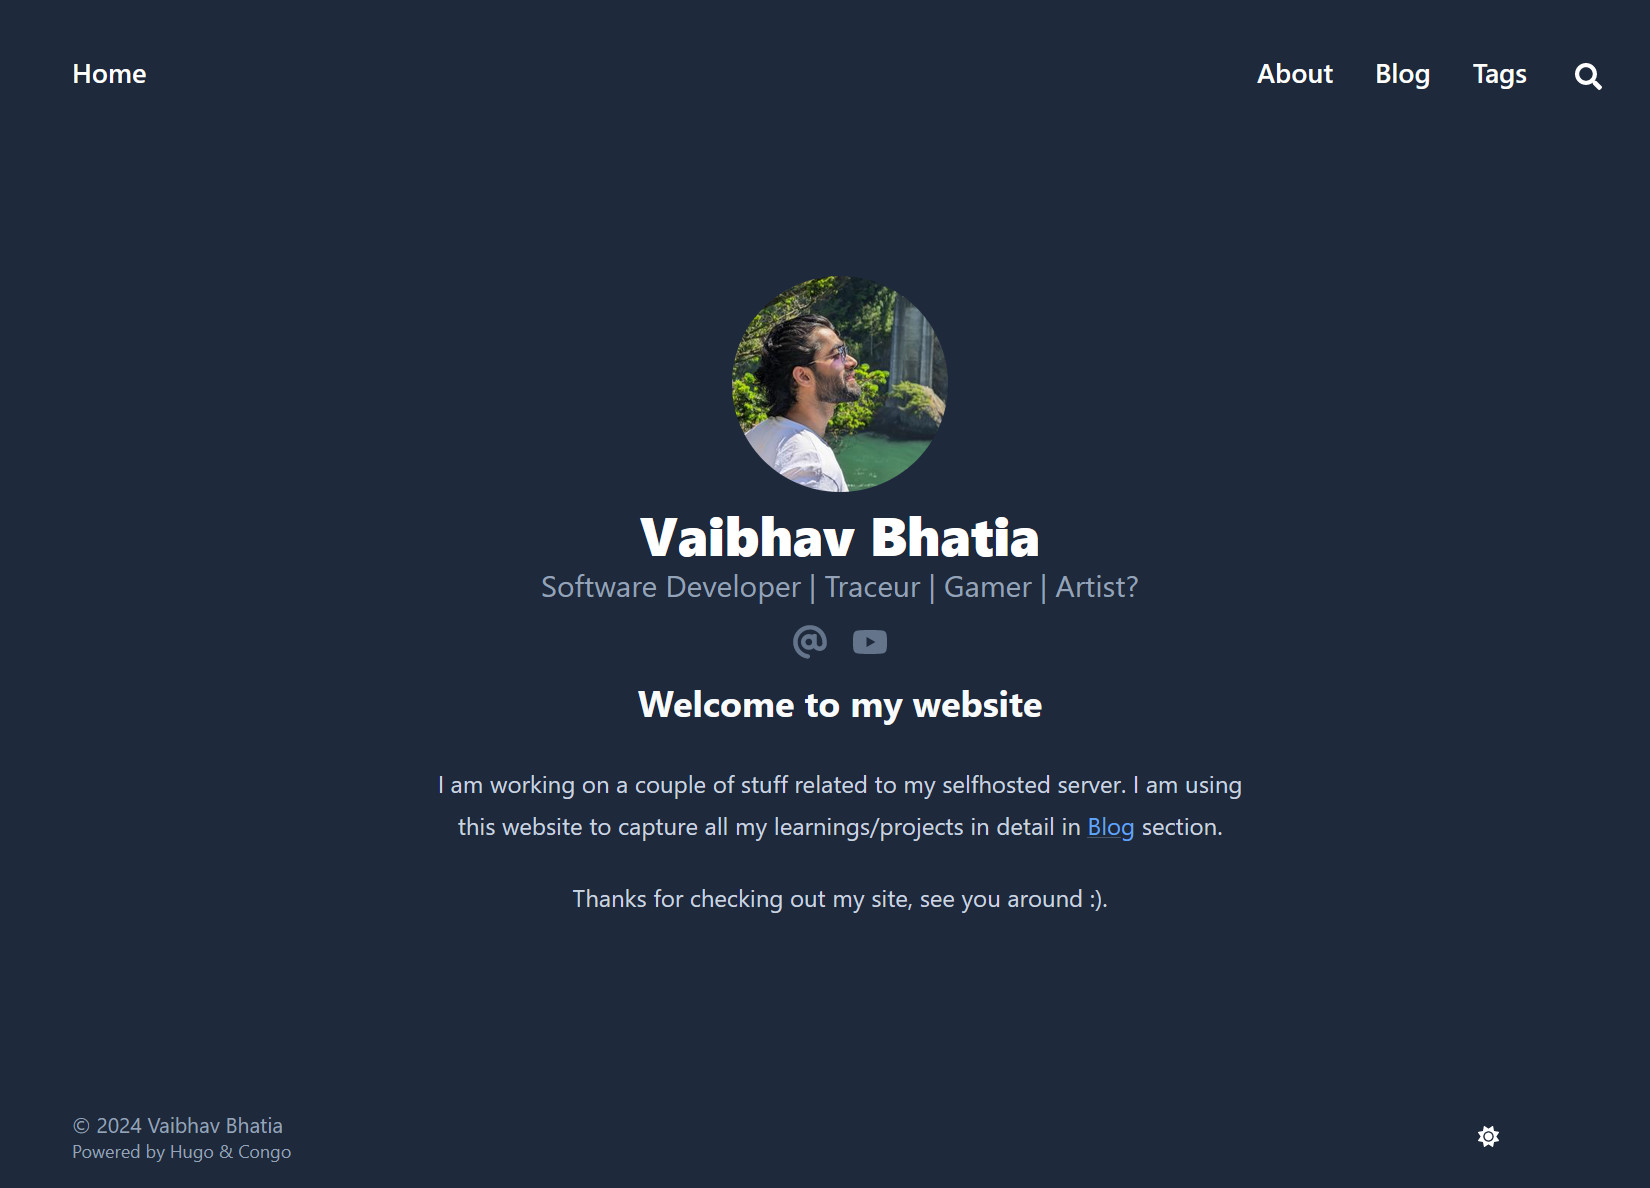 Home
About Blog Tags
Vaibhav Bhatia
Software Developer | Traceur | Gamer | Artist?
Welcome to my website
I am working on a couple of stuff related to my selfhosted server. I am using
this website to capture all my learnings/projects in detail in Blog section.
Thanks for checking out my site, see you around :).
© 2024 Vaibhav Bhatia
Powered by Hugo & Congo